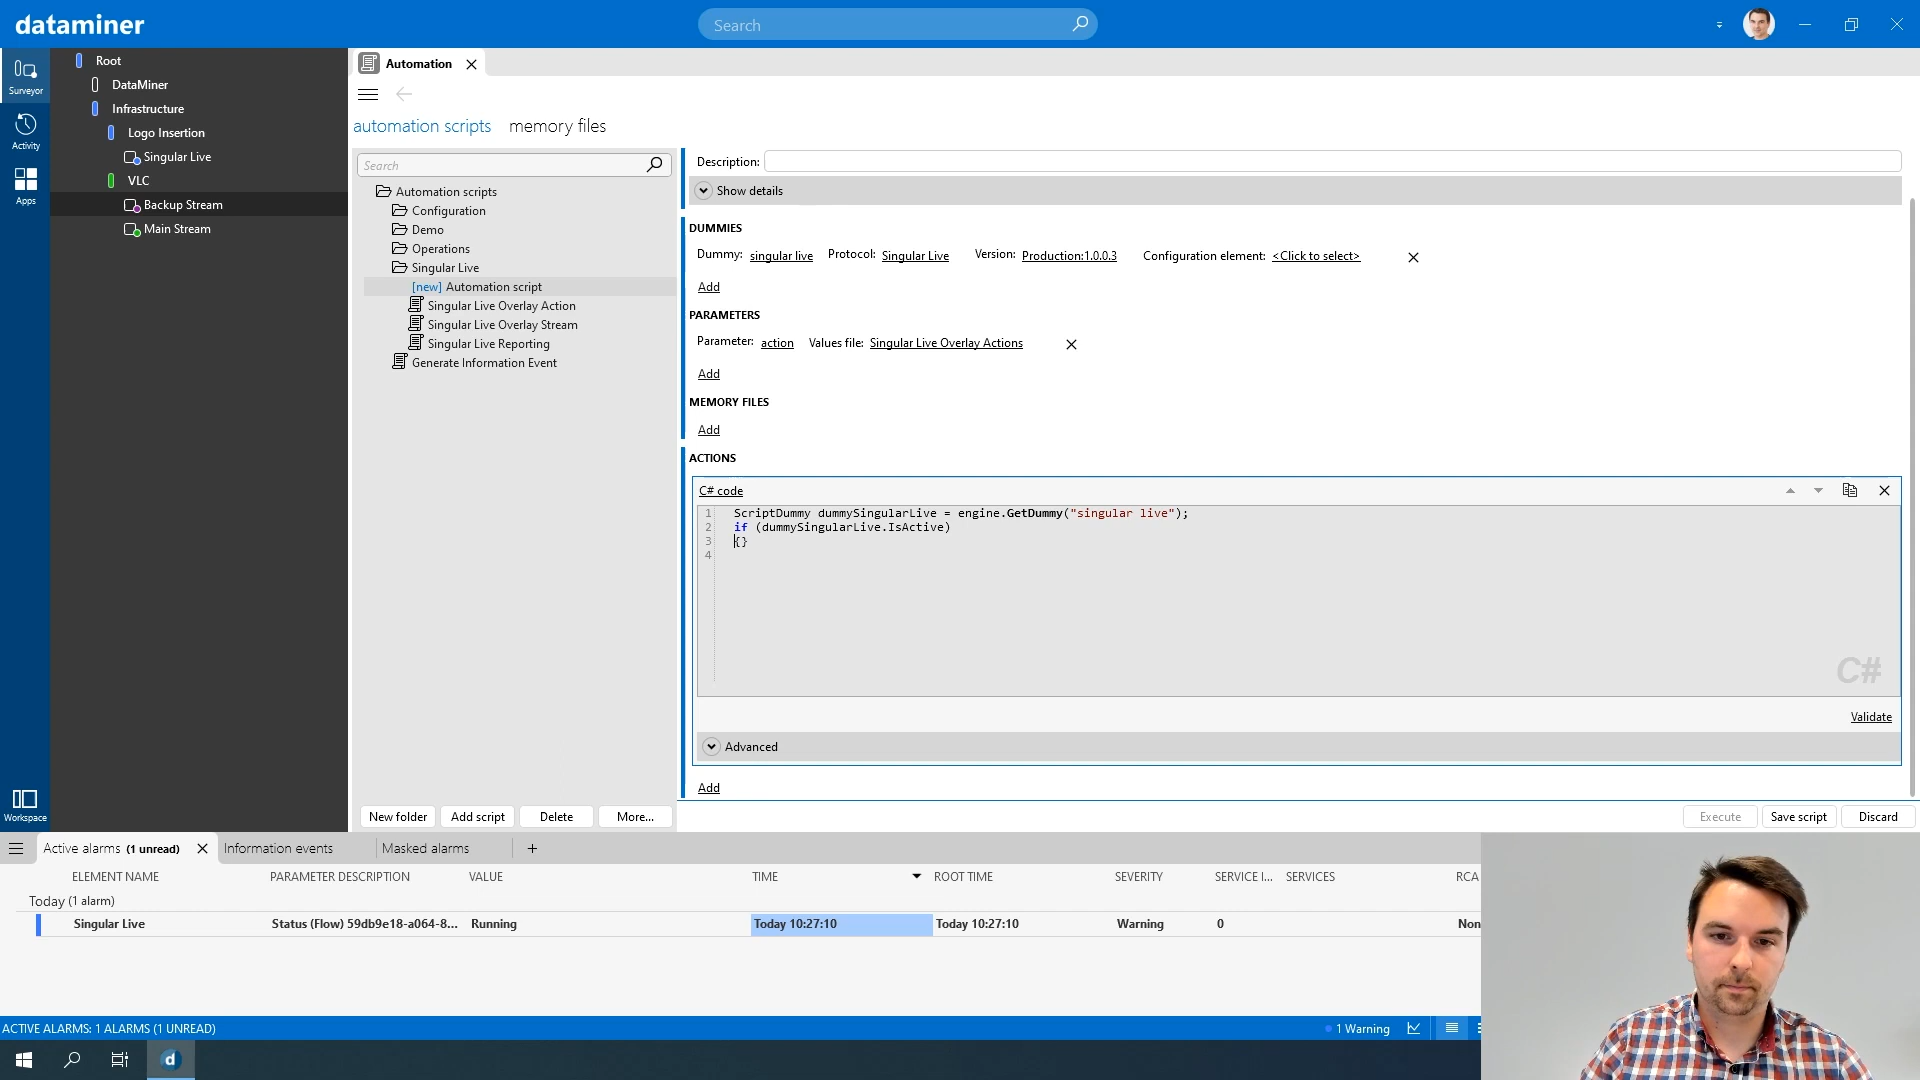 dataminer
Search
Surveyor
Activity
Apps
Workspace
Root
DataMiner
Infrastructure
Logo Insertion
Singular Live
VLC
Backup Stream
Main Stream
Automation
automation scripts memory files
Search
Automation scripts
Configuration
Demo
Operations
Singular Live
[new] Automation script
Singular Live Overlay Action
Singular Live Overlay Stream
Singular Live Reporting
Generate Information Event
New folder Add script Delete More...
Description:
Show details
DUMMIES
Dummy: singular live Protocol: Singular Live Version: Production:1.0.0.3 Configuration element: <Click to select>
Add
PARAMETERS
Parameter: action Values file: Singular Live Overlay Actions
Add
MEMORY FILES
Add
ACTIONS
C# code
1 ScriptDummy dummySingularLive = engine.GetDummy("singular live");
2 if (dummySingularLive.IsActive)
3 {}
4
C#
Validate
Advanced
Add
Execute Save script Discard
Active alarms (1 unread) Information events Masked alarms
ELEMENT NAME PARAMETER DESCRIPTION VALUE TIME ROOT TIME SEVERITY SERVICE I... SERVICES RCA
Today (1 alarm)
Singular Live Status (Flow) 59db9e18-a064-8... Running Today 10:27:10 Today 10:27:10 Warning 0 Non
ACTIVE ALARMS: 1 ALARMS (1 UNREAD) 1 Warning
d